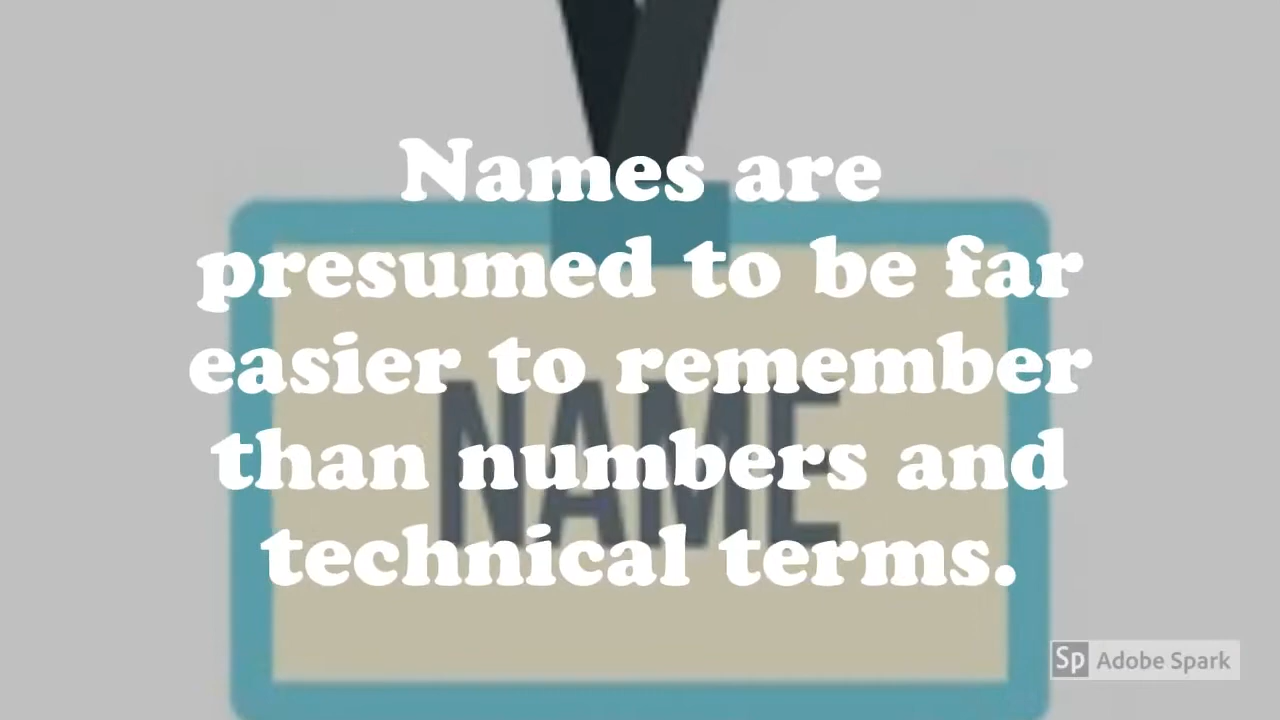 Names are
presumed to be far
easier to remember
than numbers and
technical terms.
NAME
Sp Adobe Spark